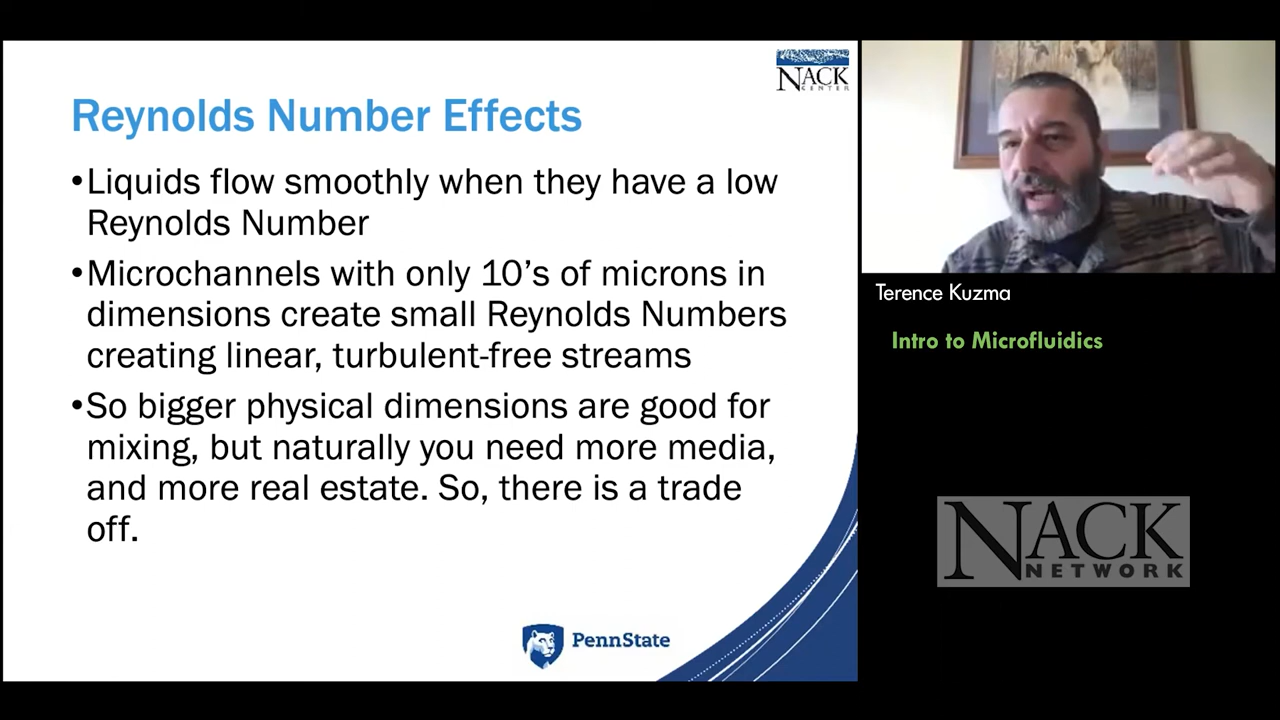 NACK
CENTER
Reynolds Number Effects
•Liquids flow smoothly when they have a low
Reynolds Number
•Microchannels with only 10’s of microns in
dimensions create small Reynolds Numbers
creating linear, turbulent-free streams
•So bigger physical dimensions are good for
mixing, but naturally you need more media,
and more real estate. So, there is a trade
off.
PennState
Terence Kuzma
Intro to Microfluidics
NACK
NETWORK